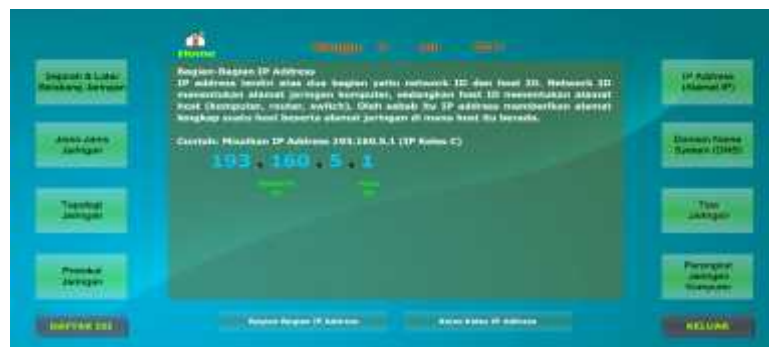 Home
Sejarah & Latar
Belakang Jaringan
Jenis-Jenis
Jaringan
Topologi
Jaringan
Protokol
Jaringan
DAFTAR ISI
Bagian-Bagian IP Address
IP address terdiri atas dua bagian yaitu network ID dan host ID. Network ID
menentukan alamat jaringan komputer, sedangkan host ID menentukan alamat
host (komputer, router, switch). Oleh sebab itu IP address memberikan alamat
lengkap suatu host beserta alamat jaringan di mana host itu berada.
Contoh: Misalkan IP Address 193.160.5.1 (IP Kelas C)
193 . 160 . 5 . 1
Bagian-Bagian IP Address
Kelas-Kelas IP Address
IP Address
(Alamat IP)
Domain Name
System (DNS)
Tipe
Jaringan
Perangkat
Jaringan
Komputer
KELUAR